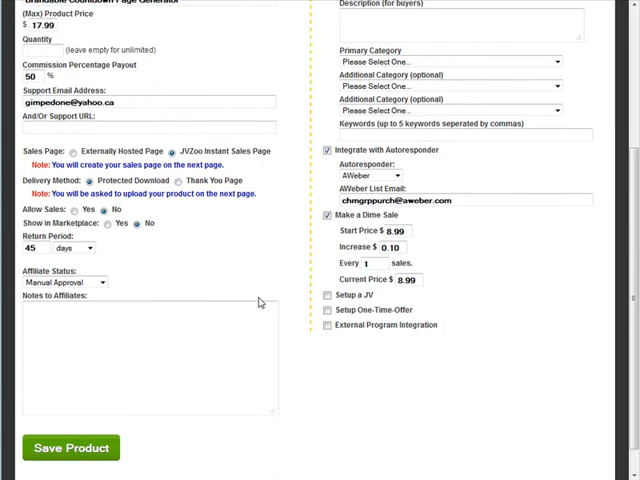 Brandable Countdown Page Generator
(Max) Product Price
$ 17.99
Quantity
(leave empty for unlimited)
Commission Percentage Payout
50 %
Support Email Address:
gimpedone@yahoo.ca
And/Or Support URL:
Sales Page: Externally Hosted Page JVZoo Instant Sales Page
Note: You will create your sales page on the next page.
Delivery Method: Protected Download Thank You Page
Note: You will be asked to upload your product on the next page.
Allow Sales: Yes No
Show in Marketplace: Yes No
Return Period:
45 days
Affiliate Status:
Manual Approval
Notes to Affiliates:
Save Product
Description (for buyers)
Primary Category
Please Select One...
Additional Category (optional)
Please Select One...
Additional Category (optional)
Please Select One...
Keywords (up to 5 keywords seperated by commas)
Integrate with Autoresponder
Autoresponder:
AWeber
AWeber List Email:
chmgrppurch@aweber.com
Make a Dime Sale
Start Price $ 8.99
Increase $ 0.10
Every 1 sales.
Current Price $ 8.99
Setup a JV
Setup One-Time-Offer
External Program Integration